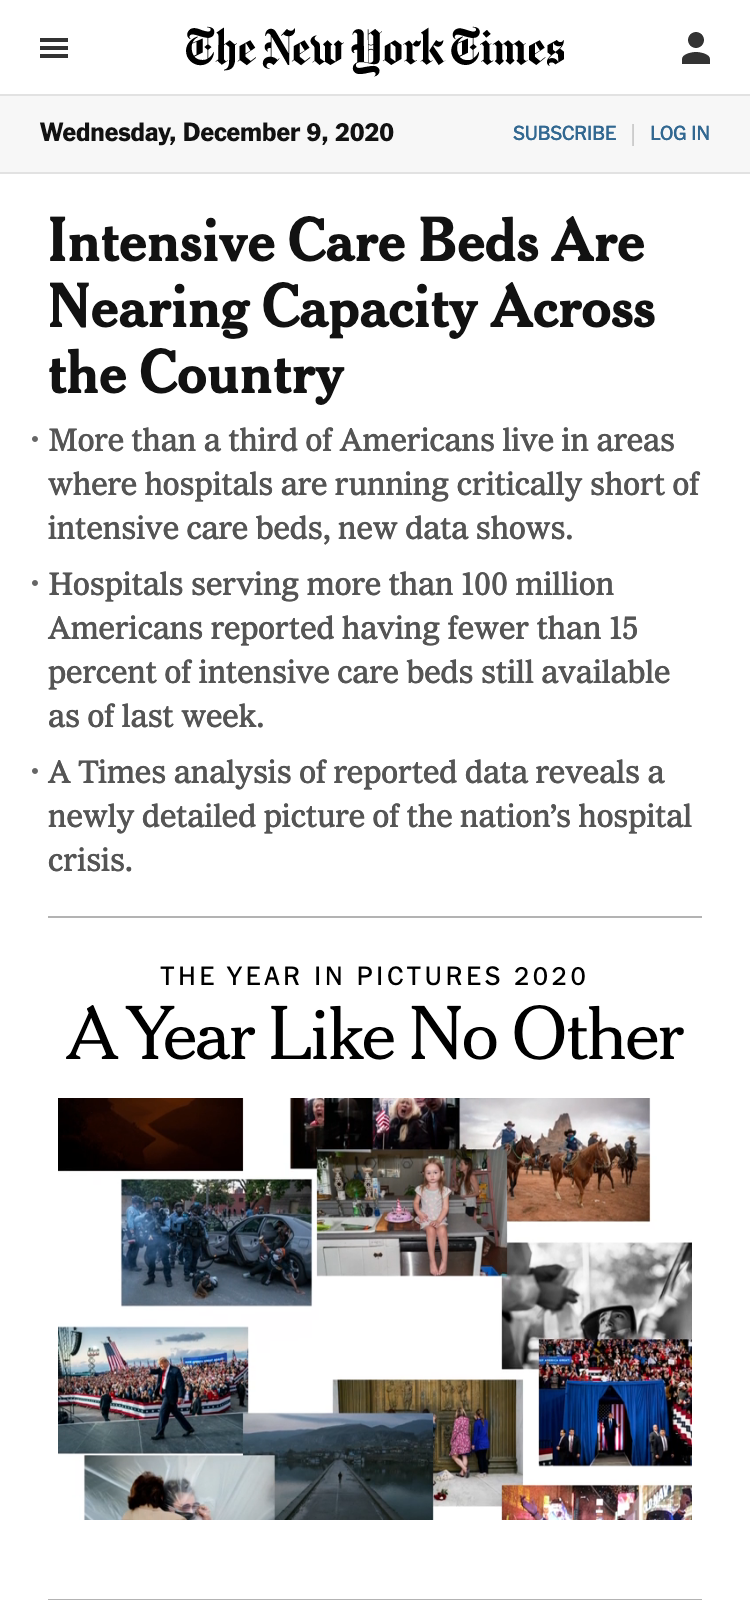 The New York Times
Wednesday, December 9, 2020
SUBSCRIBE | LOG IN
Intensive Care Beds Are
Nearing Capacity Across
the Country
• More than a third of Americans live in areas
where hospitals are running critically short of
intensive care beds, new data shows.
• Hospitals serving more than 100 million
Americans reported having fewer than 15
percent of intensive care beds still available
as of last week.
• A Times analysis of reported data reveals a
newly detailed picture of the nation’s hospital
crisis.
THE YEAR IN PICTURES 2020
A Year Like No Other